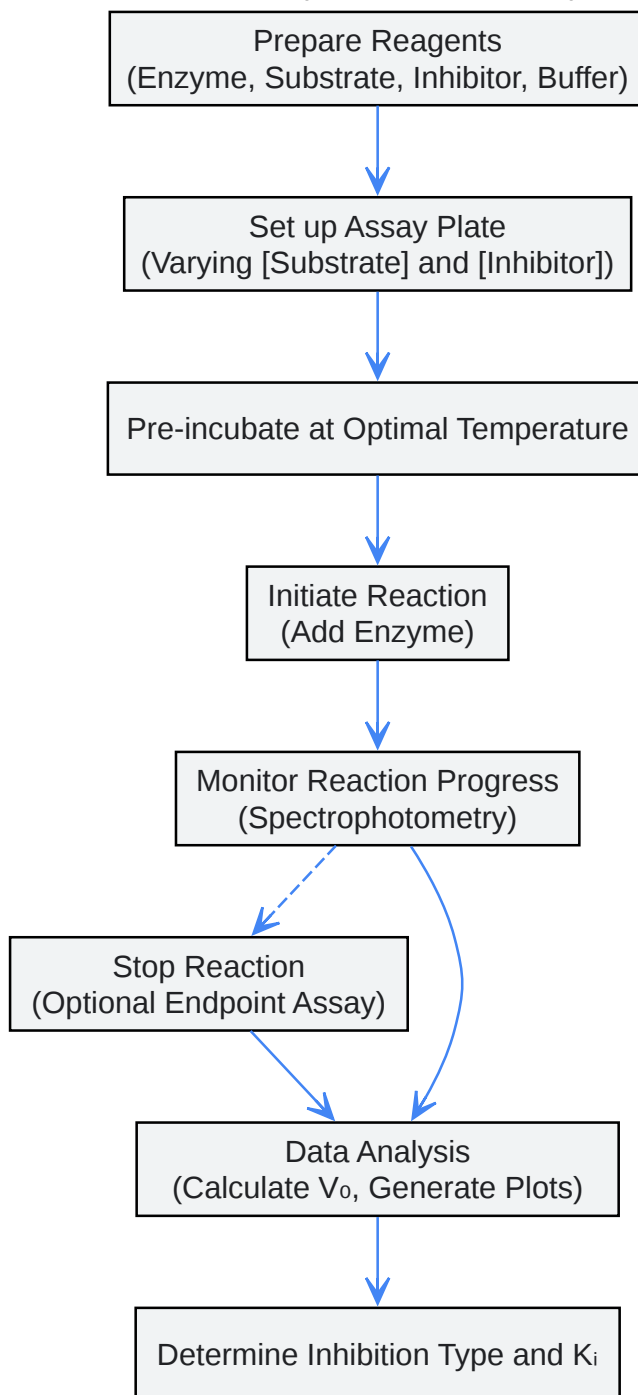 Prepare Reagents
(Enzyme, Substrate, Inhibitor, Buffer)
Set up Assay Plate
(Varying [Substrate] and [Inhibitor])
Pre-incubate at Optimal Temperature
Initiate Reaction
(Add Enzyme)
Monitor Reaction Progress
(Spectrophotometry)
Stop Reaction
(Optional Endpoint Assay)
Data Analysis
(Calculate V₀, Generate Plots)
Determine Inhibition Type and Kᵢ